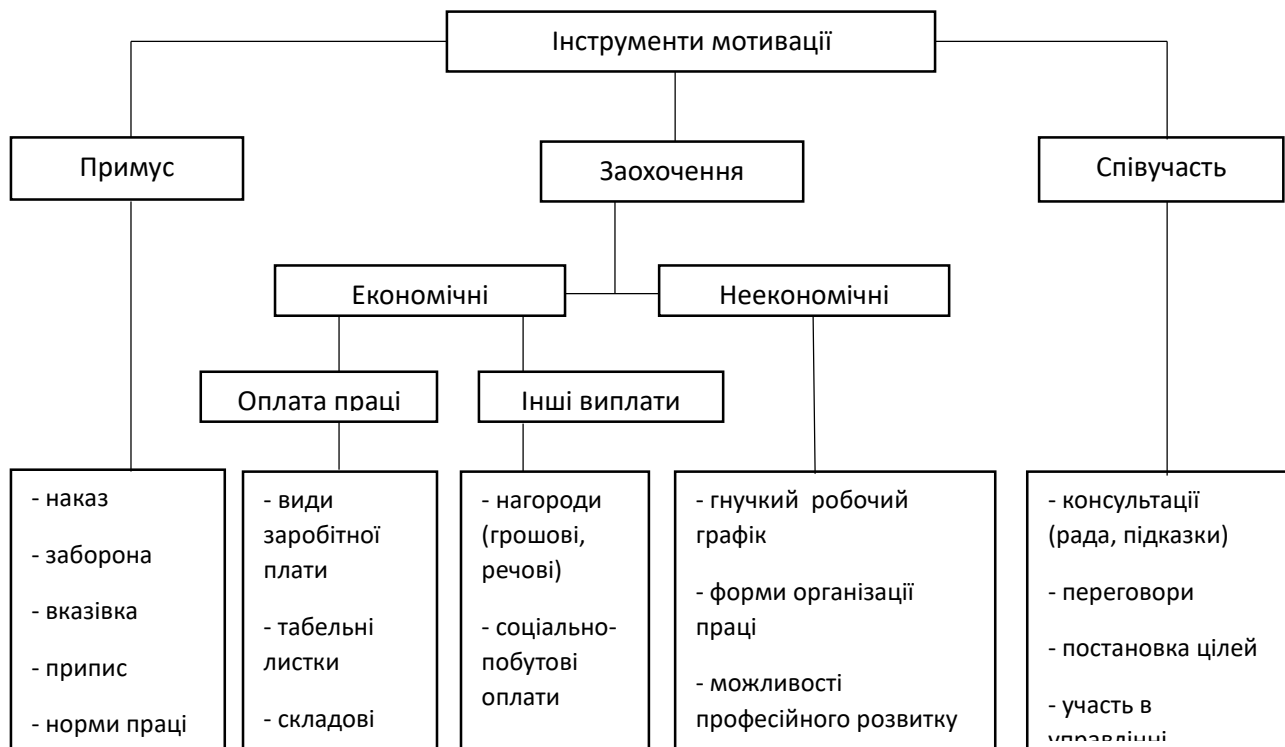 Інструменти мотивації
Примус
Заохочення
Співучасть
Економічні
Неекономічні
Оплата праці
Інші виплати
- наказ
- заборона
- вказівка
- припис
- норми праці
- види
заробітної
плати
- табельні
листки
- складові
- нагороди
(грошові,
речові)
- соціально-
побутові
оплати
- гнучкий робочий
графік
- форми організації
праці
- можливості
професійного розвитку
- консультації
(рада, підказки)
- переговори
- постановка цілей
- участь в
управлінні